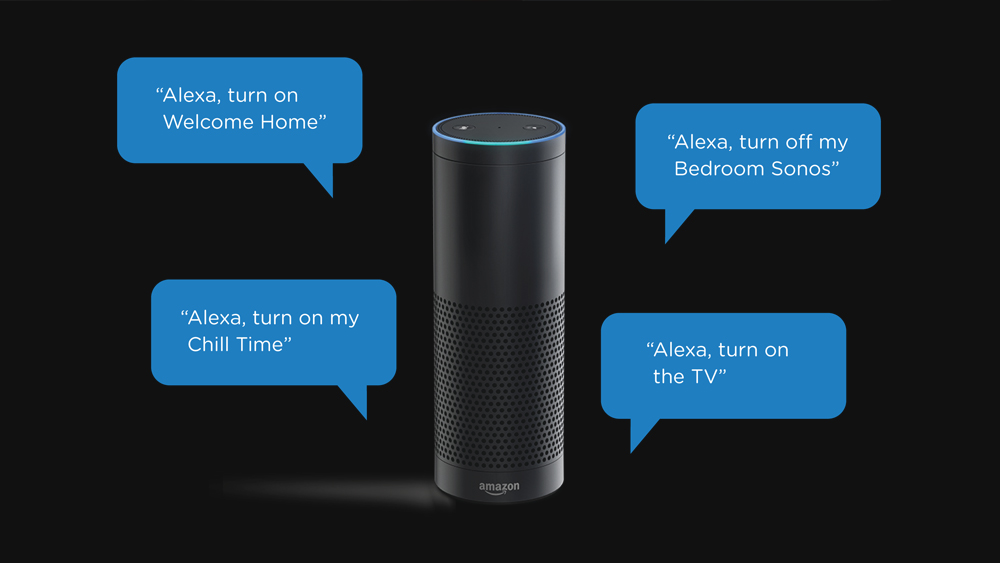 “Alexa, turn on
Welcome Home”
“Alexa, turn off my
Bedroom Sonos”
“Alexa, turn on my
Chill Time”
“Alexa, turn on
the TV”
amazon